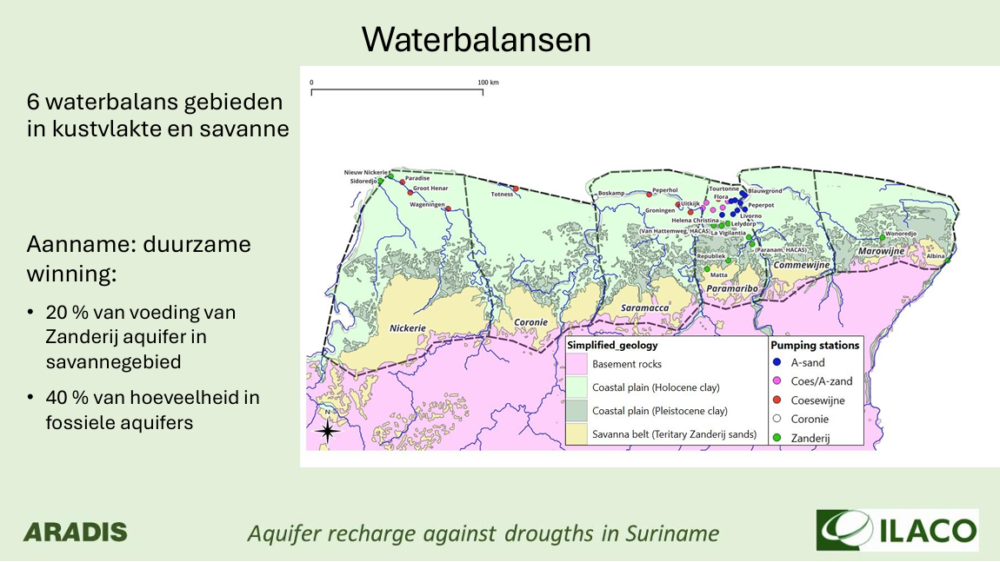 Waterbalansen
6 waterbalans gebieden
in kustvlakte en savanne
Aanname: duurzame
winning:
• 20 % van voeding van
Zanderij aquifer in
savannegebied
• 40 % van hoeveelheid in
fossiele aquifers
0 100 km
Nieuw Nickerie
Sidoredjo
Paradise
Groot Henar
Wageningen
Totness
Boskamp
Peperhol
Groningen
Uitkijk
Tourtonne
Flora
Blauwgrond
Peperpot
Livorno
Helena Christina
Lelydorp
(Van Hattemweg, HACAS)
La Vigilantia
(Paranam, HACAS)
Republiek
Matta
Wonoredjo
Albina
Nickerie
Coronie
Saramacca
Paramaribo
Commewijne
Marowijne
N
Simplified_geology
Basement rocks
Coastal plain (Holocene clay)
Coastal plain (Pleistocene clay)
Savanna belt (Teritary Zanderij sands)
Pumping stations
A-sand
Coes/A-zand
Coesewijne
Coronie
Zanderij
ARADIS
Aquifer recharge against drougths in Suriname
ILACO